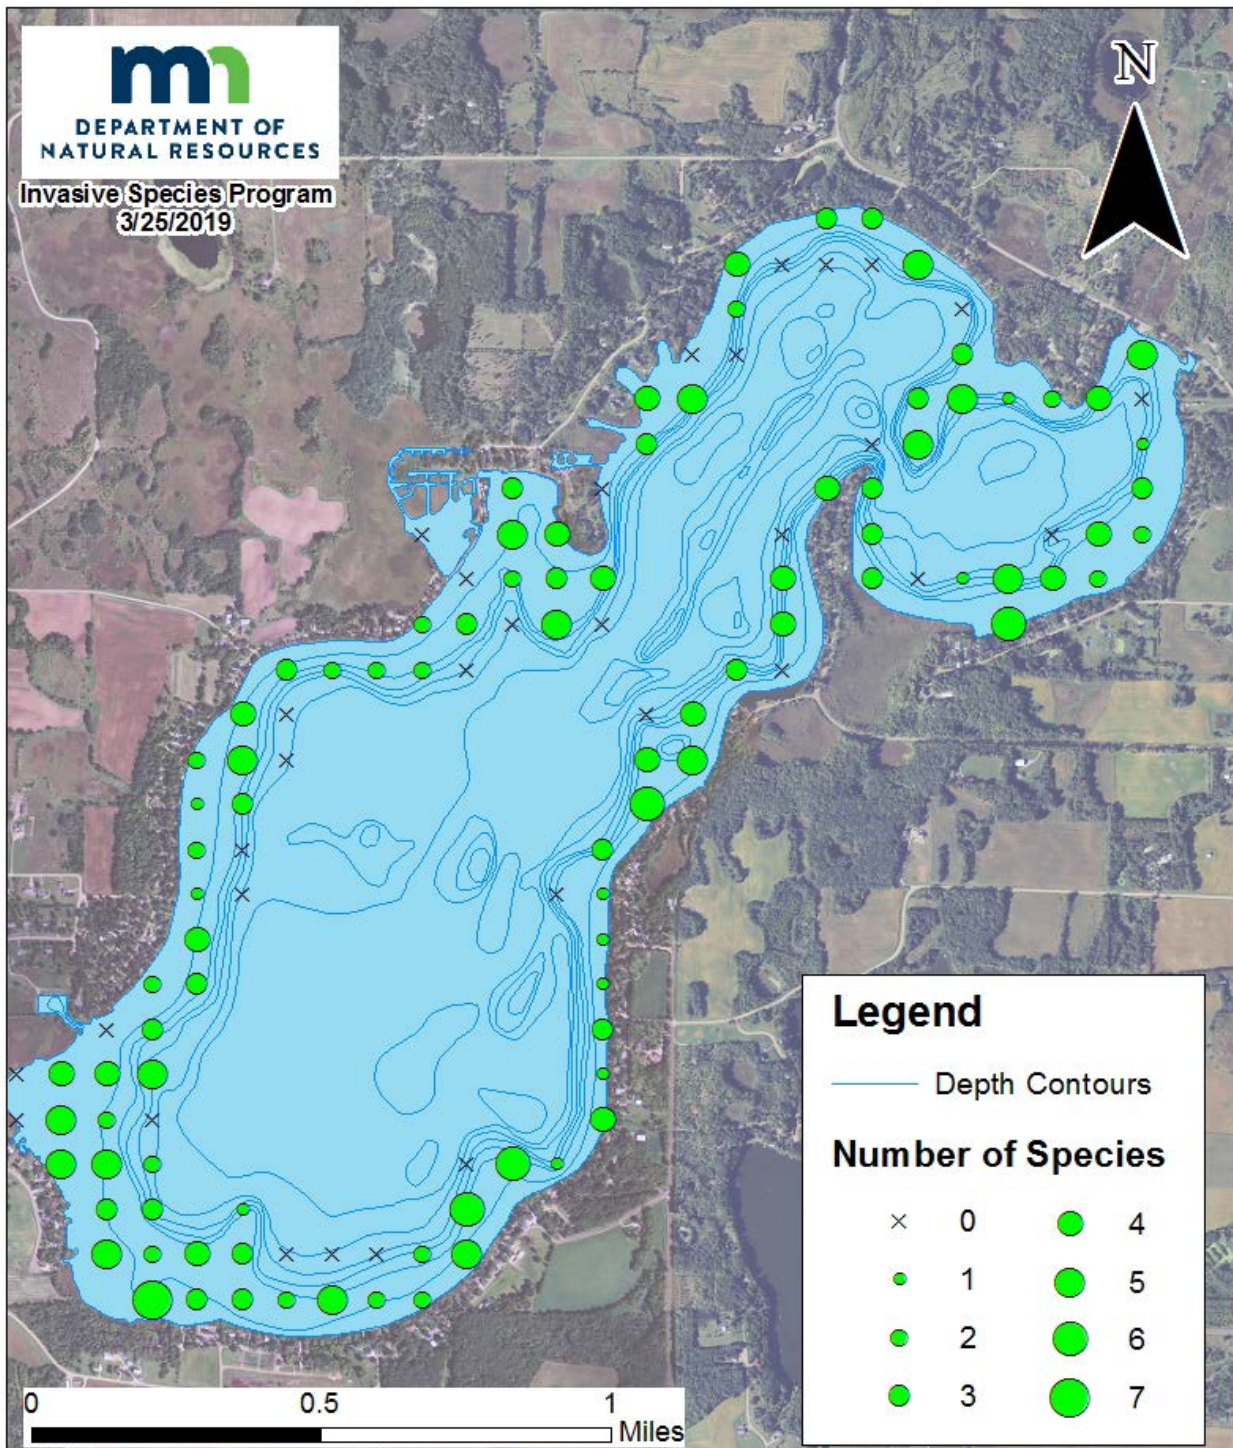 mn
DEPARTMENT OF
NATURAL RESOURCES
Invasive Species Program
3/25/2019
N
Legend
Depth Contours
Number of Species
0 4
1 5
2 6
3 7
0 0.5 1
Miles